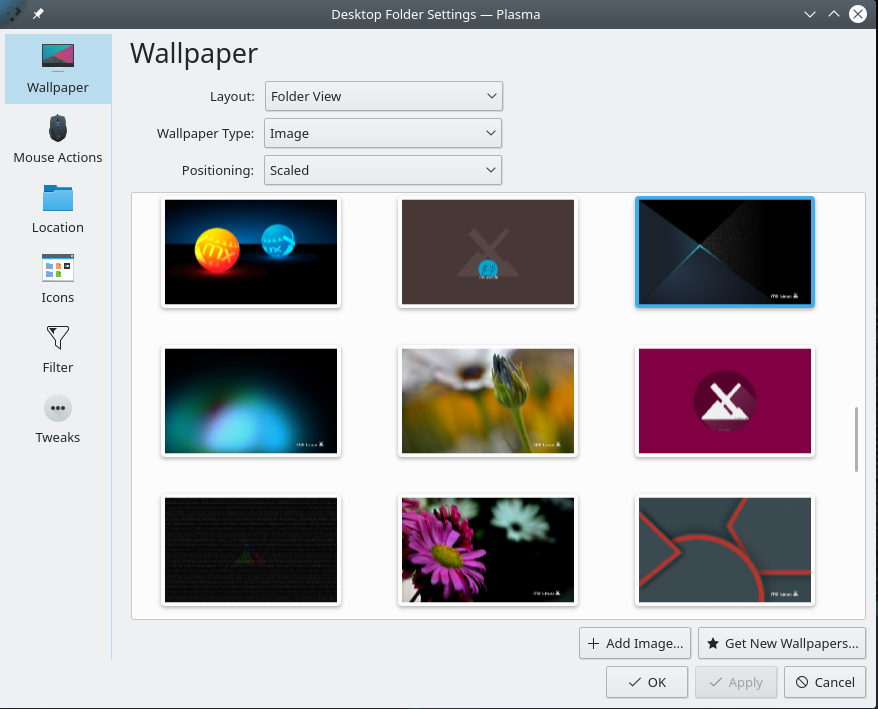 Desktop Folder Settings — Plasma
Wallpaper
Mouse Actions
Location
Icons
Filter
Tweaks
Wallpaper
Layout: Folder View
Wallpaper Type: Image
Positioning: Scaled
mx
Add Image...
Get New Wallpapers...
OK
Apply
Cancel